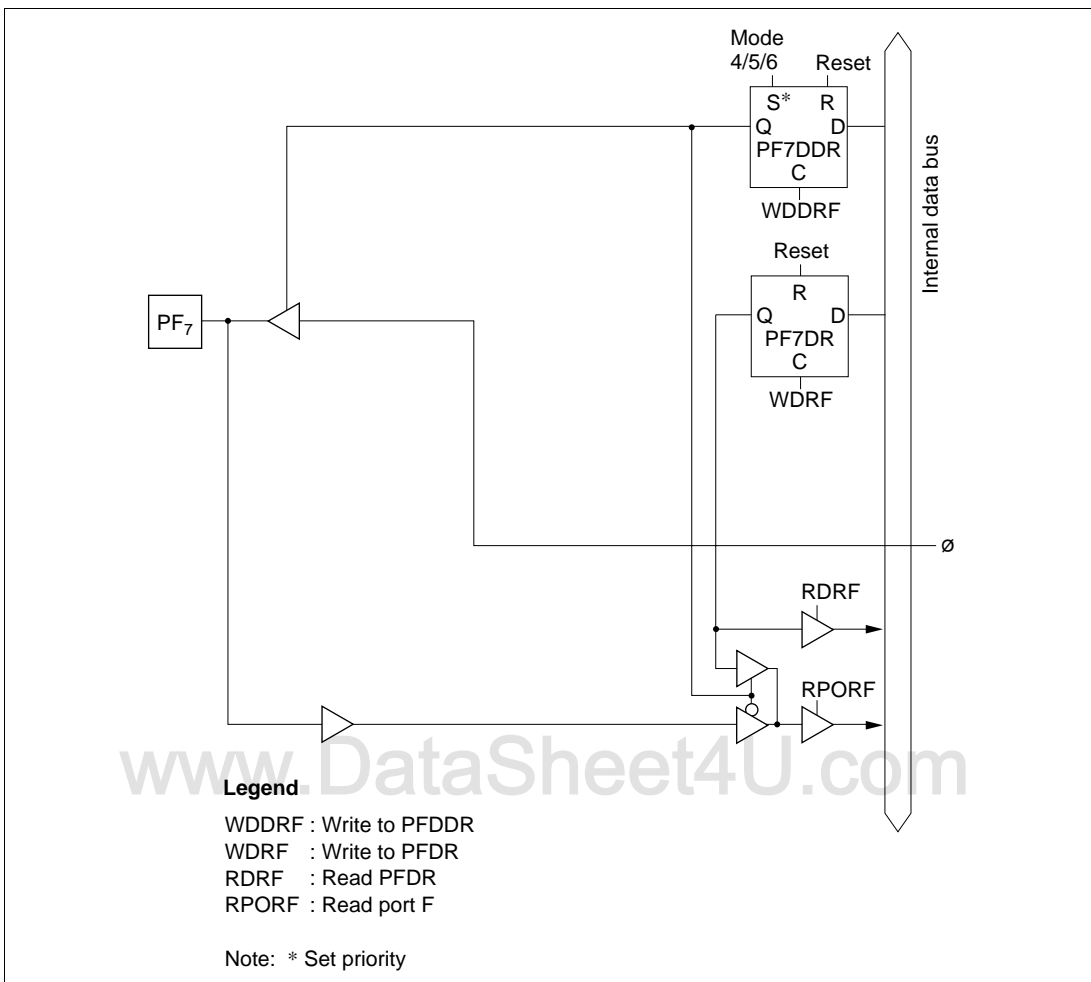 Mode
4/5/6
Reset
S* R
Q D
PF7DDR
C
WDDRF
Reset
R
Q D
PF7DR
C
WDRF
Internal data bus
PF7
ø
RDRF
RPORF
www.DataSheet4U.com
Legend
WDDRF : Write to PFDDR
WDRF : Write to PFDR
RDRF : Read PFDR
RPORF : Read port F
Note: * Set priority